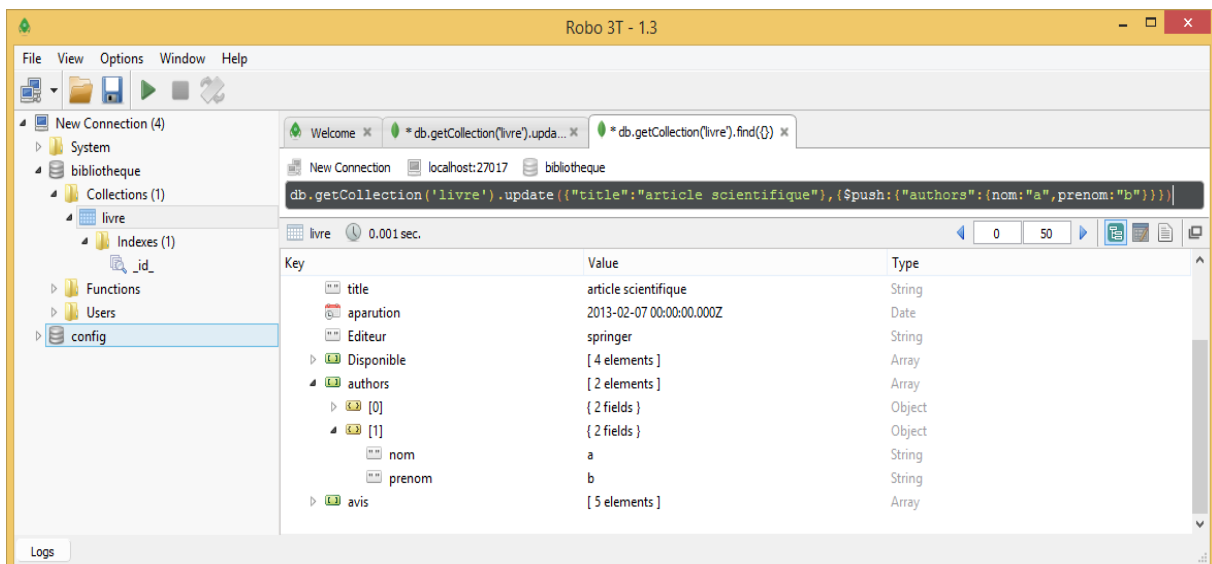 Robo 3T - 1.3
File View Options Window Help
New Connection (4)
System
bibliotheque
Collections (1)
livre
Indexes (1)
_id_
Functions
Users
config
Welcome
* db.getCollection('livre').upda...
* db.getCollection('livre').find({})
New Connection localhost:27017 bibliotheque
db.getCollection('livre').update({"title":"article scientifique"},{$push:{"authors":{nom:"a",prenom:"b"}}})
livre 0.001 sec. 0 50
Key Value Type
title article scientifique String
aparution 2013-02-07 00:00:00.000Z Date
Editeur springer String
Disponible [ 4 elements ] Array
authors [ 2 elements ] Array
[0] { 2 fields } Object
[1] { 2 fields } Object
nom a String
prenom b String
avis [ 5 elements ] Array
Logs